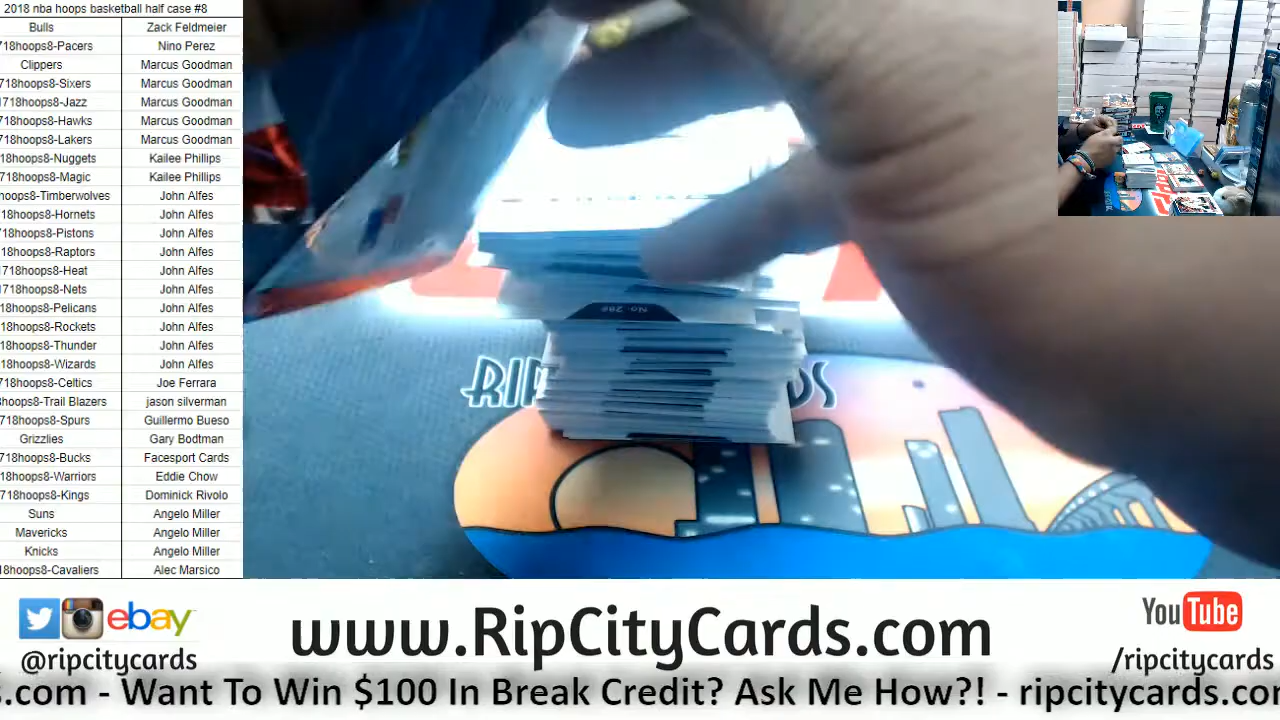 2018 nba hoops basketball half case #8
Bulls Zack Feldmeier
718hoops8-Pacers Nino Perez
Clippers Marcus Goodman
718hoops8-Sixers Marcus Goodman
1718hoops8-Jazz Marcus Goodman
718hoops8-Hawks Marcus Goodman
718hoops8-Lakers Marcus Goodman
18hoops8-Nuggets Kailee Phillips
718hoops8-Magic Kailee Phillips
hoops8-Timberwolves John Alfes
18hoops8-Hornets John Alfes
718hoops8-Pistons John Alfes
18hoops8-Raptors John Alfes
1718hoops8-Heat John Alfes
1718hoops8-Nets John Alfes
18hoops8-Pelicans John Alfes
18hoops8-Rockets John Alfes
18hoops8-Thunder John Alfes
18hoops8-Wizards John Alfes
718hoops8-Celtics Joe Ferrara
8hoops8-Trail Blazers jason silverman
718hoops8-Spurs Guillermo Bueso
Grizzlies Gary Bodtman
718hoops8-Bucks Facesport Cards
18hoops8-Warriors Eddie Chow
718hoops8-Kings Dominick Rivolo
Suns Angelo Miller
Mavericks Angelo Miller
Knicks Angelo Miller
18hoops8-Cavaliers Alec Marsico
RIP DS
ebay
@ripcitycards
www.RipCityCards.com
YouTube
/ripcitycards
s.com - Want To Win $100 In Break Credit? Ask Me How?! - ripcitycards.co